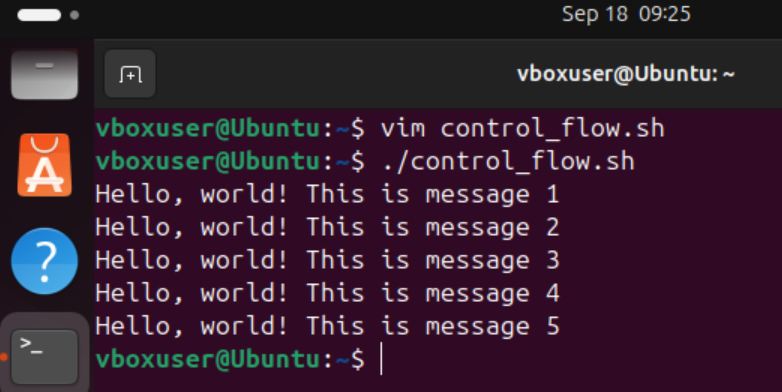 Sep 18 09:25
vboxuser@Ubuntu: ~
vboxuser@Ubuntu:~$ vim control_flow.sh
vboxuser@Ubuntu:~$ ./control_flow.sh
Hello, world! This is message 1
Hello, world! This is message 2
Hello, world! This is message 3
Hello, world! This is message 4
Hello, world! This is message 5
vboxuser@Ubuntu:~$